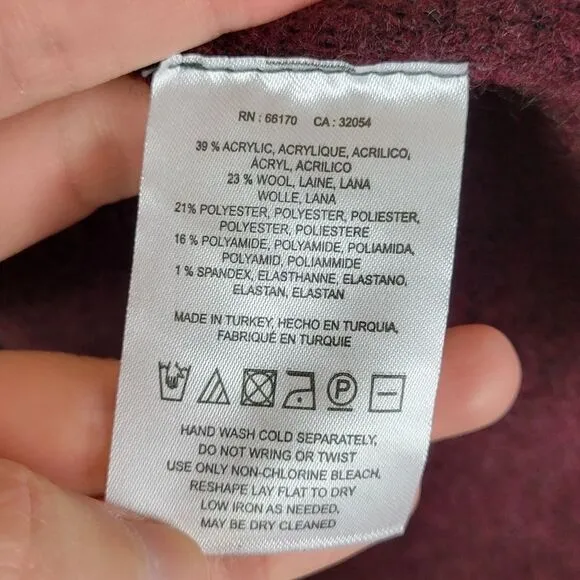 RN : 66170 CA : 32054
39 % ACRYLIC, ACRYLIQUE, ACRILICO,
ACRYL, ACRILICO
23 % WOOL, LAINE, LANA
WOLLE, LANA
21% POLYESTER, POLYESTER, POLIESTER,
POLYESTER, POLIESTERE
16 % POLYAMIDE, POLYAMIDE, POLIAMIDA,
POLYAMID, POLIAMMIDE
1 % SPANDEX, ELASTHANNE, ELASTANO,
ELASTAN, ELASTAN
MADE IN TURKEY, HECHO EN TURQUIA,
FABRIQUÉ EN TURQUIE
P
HAND WASH COLD SEPARATELY,
DO NOT WRING OR TWIST
USE ONLY NON-CHLORINE BLEACH,
RESHAPE LAY FLAT TO DRY
LOW IRON AS NEEDED,
MAY BE DRY CLEANED